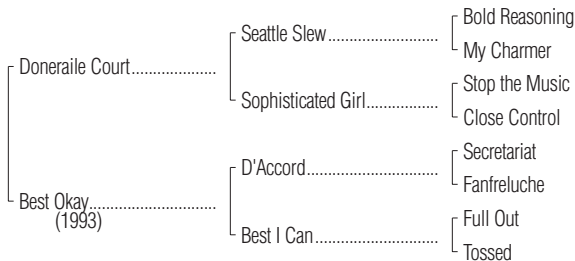 Bold Reasoning
Seattle Slew
My Charmer
Doneraile Court
Stop the Music
Sophisticated Girl
Close Control
Secretariat
D'Accord
Fanfreluche
Best Okay
(1993)
Full Out
Best I Can
Tossed